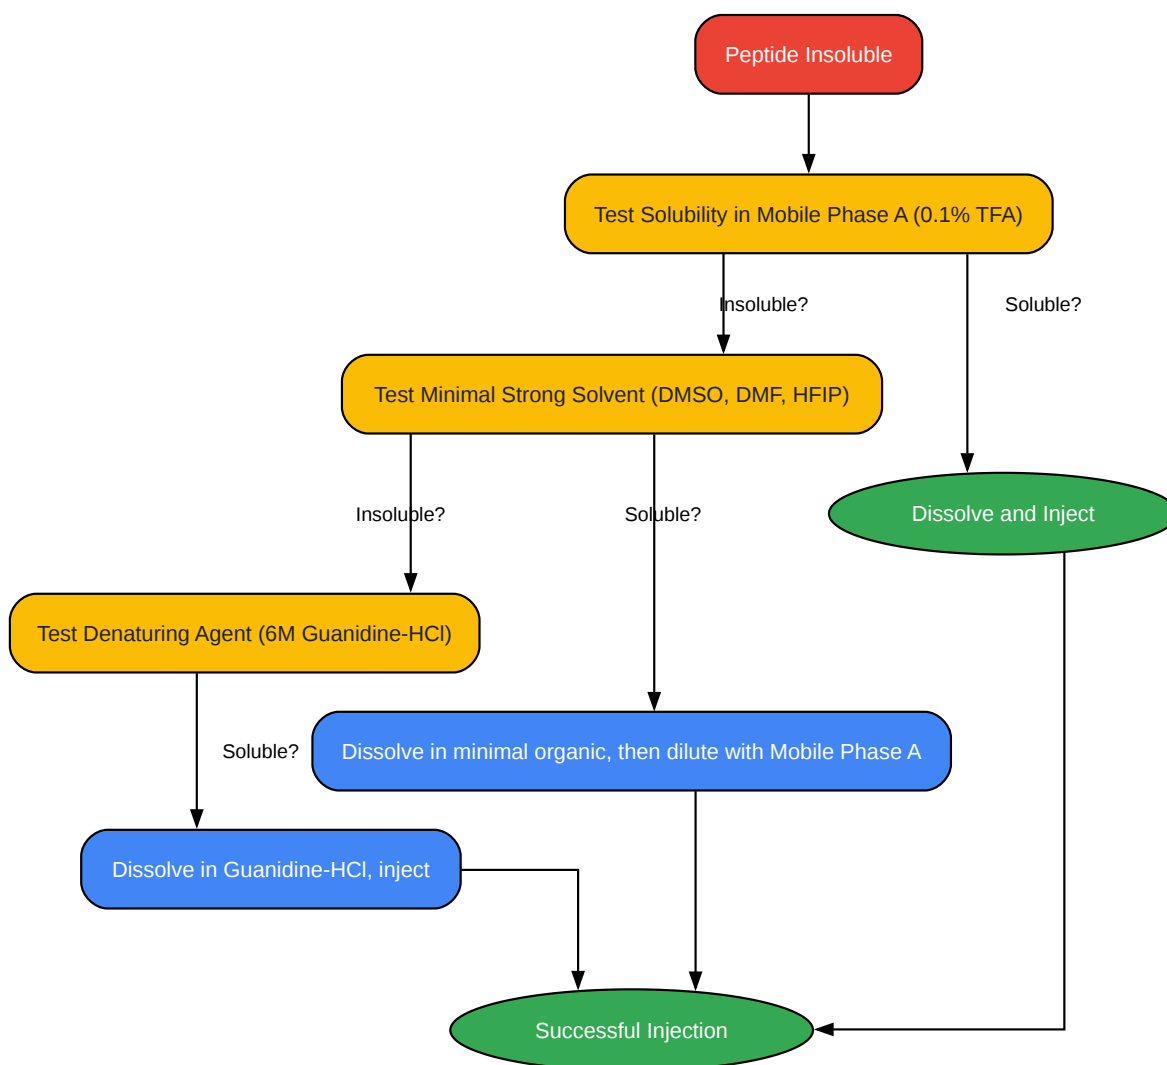 Peptide Insoluble
Test Solubility in Mobile Phase A (0.1% TFA)
Insoluble?
Soluble?
Test Minimal Strong Solvent (DMSO, DMF, HFIP)
Insoluble?
Soluble?
Dissolve and Inject
Test Denaturing Agent (6M Guanidine-HCl)
Soluble?
Dissolve in minimal organic, then dilute with Mobile Phase A
Dissolve in Guanidine-HCl, inject
Successful Injection